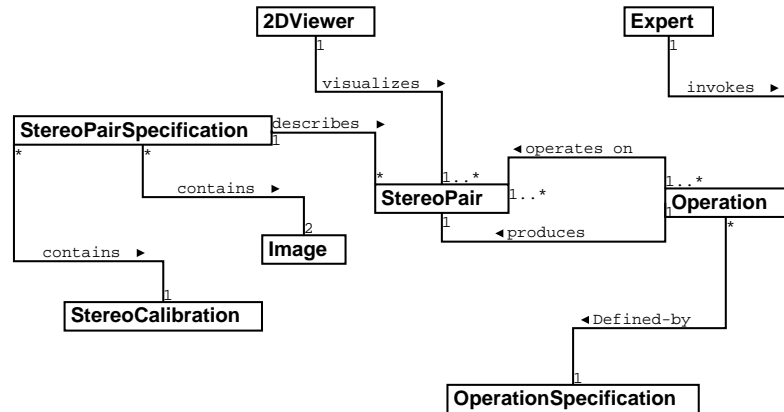 2DViewer
Expert
1
1
visualizes ►
invokes ►
StereoPairSpecification
describes ►
1
* *
◄ operates on
contains ►
* 1..*
1..*
1..*
StereoPair
Operation
2
1
1
*
Image
◄ produces
contains ►
1
StereoCalibration
◄ Defined-by
1
OperationSpecification